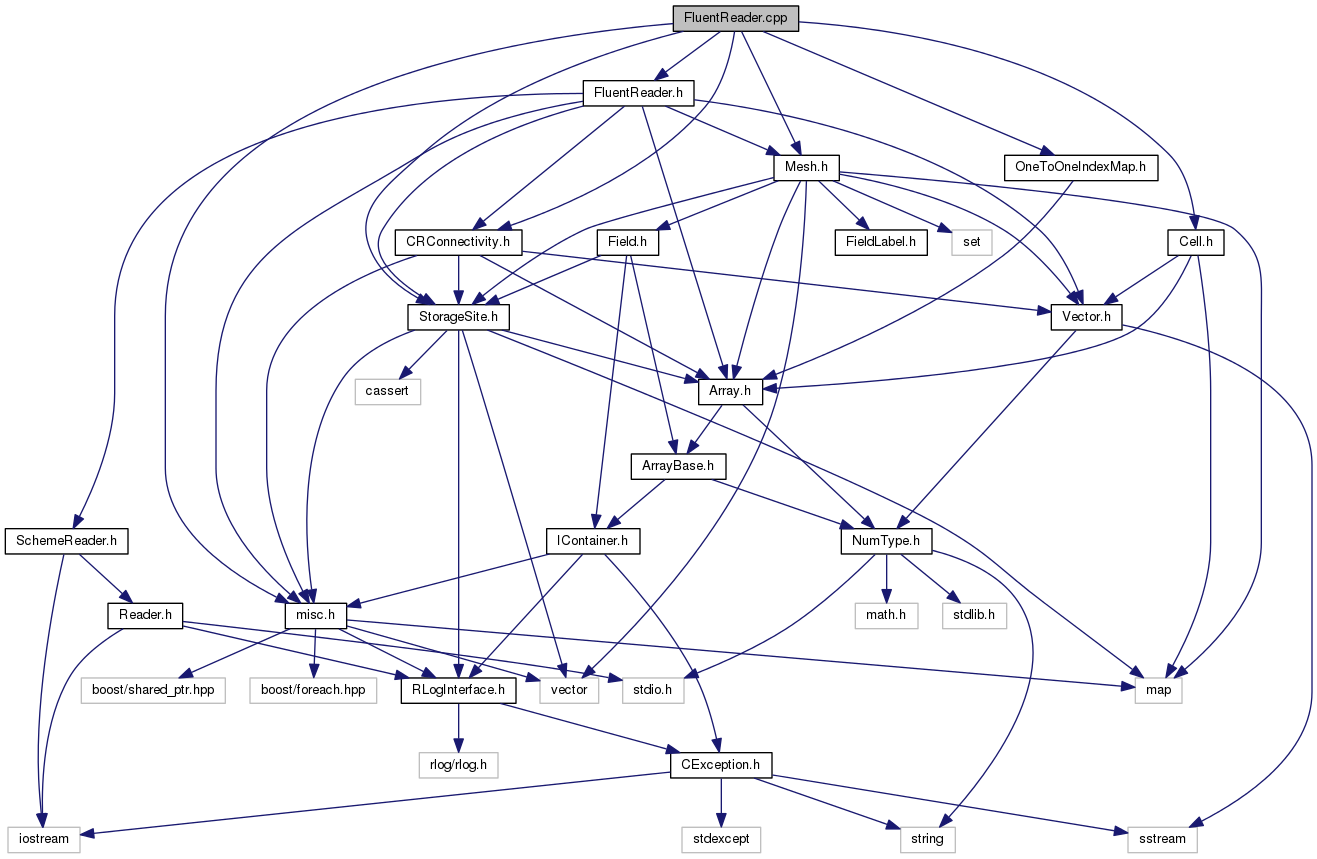 FluentReader.cpp
FluentReader.h
Mesh.h
OneToOneIndexMap.h
CRConnectivity.h
Field.h
FieldLabel.h
set
Cell.h
StorageSite.h
Vector.h
cassert
Array.h
ArrayBase.h
SchemeReader.h
IContainer.h
NumType.h
Reader.h
misc.h
math.h
stdlib.h
boost/shared_ptr.hpp
boost/foreach.hpp
RLogInterface.h
vector
stdio.h
map
rlog/rlog.h
CException.h
iostream
stdexcept
string
sstream